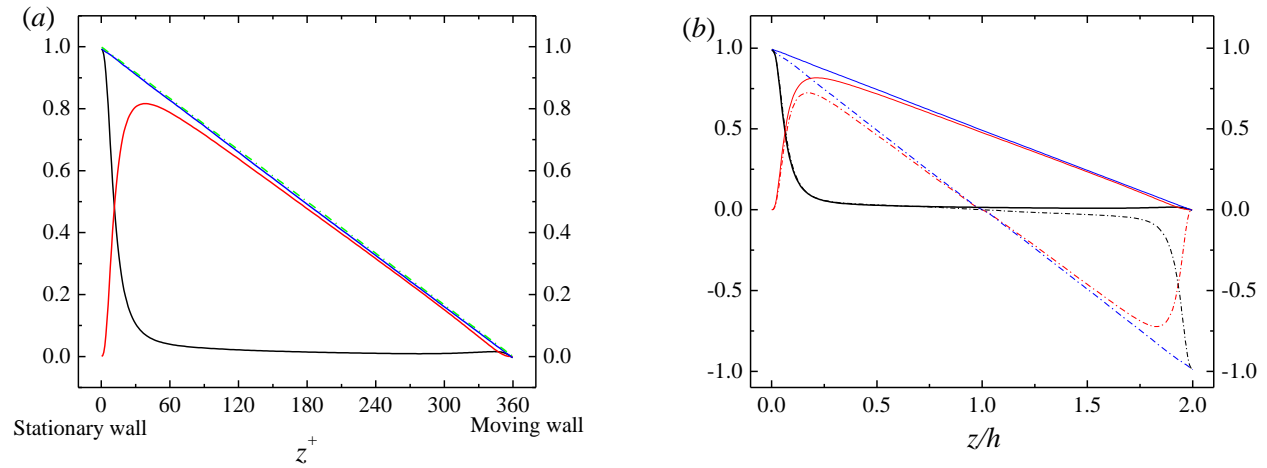 (a)
1.0 1.0
0.8 0.8
0.6 0.6
0.4 0.4
0.2 0.2
0.0 0.0
0 60 120 180 240 300 360
Stationary wall Moving wall
z+
(b)
1.0 1.0
0.5 0.5
0.0 0.0
-0.5 -0.5
-1.0 -1.0
0.0 0.5 1.0 1.5 2.0
z/h